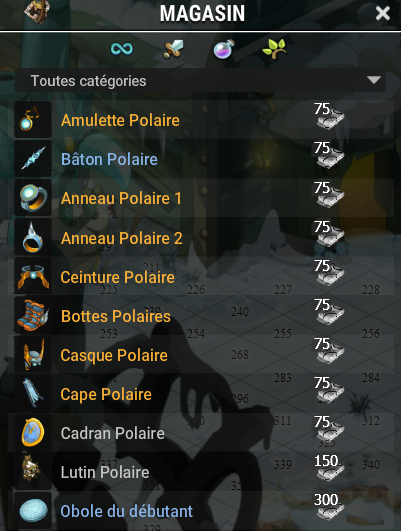 MAGASIN
Toutes catégories
Amulette Polaire 75
Bâton Polaire 75
Anneau Polaire 1 75
Anneau Polaire 2 75
Ceinture Polaire 75
225 226 227 228
Bottes Polaires 75
240
253 254 255 256
Casque Polaire 75
268
283 284
Cape Polaire 75
296
311 312
Cadran Polaire 75
Lutin Polaire 150
339 340
Obole du débutant 300